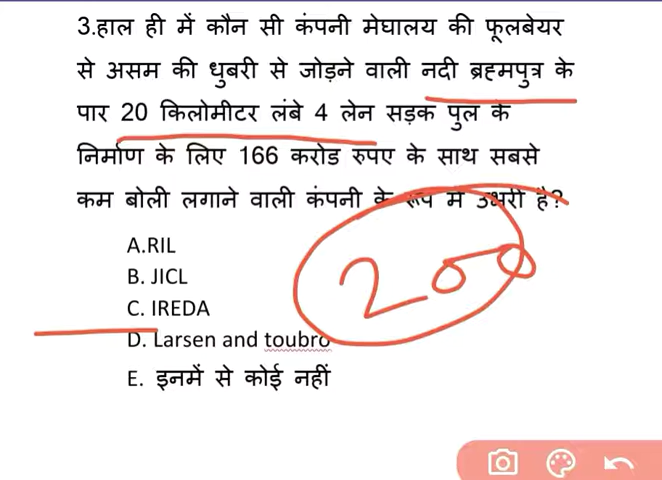 3.हाल ही में कौन सी कंपनी मेघालय की फूलबेयर
से असम की धुबरी से जोड़ने वाली नदी ब्रह्मपुत्र के
पार 20 किलोमीटर लंबे 4 लेन सड़क पुल के
निर्माण के लिए 166 करोड रुपए के साथ सबसे
कम बोली लगाने वाली कंपनी के रूप में उभरी है?
A.RIL
B. JICL
C. IREDA
D. Larsen and toubro
E. इनमें से कोई नहीं
200